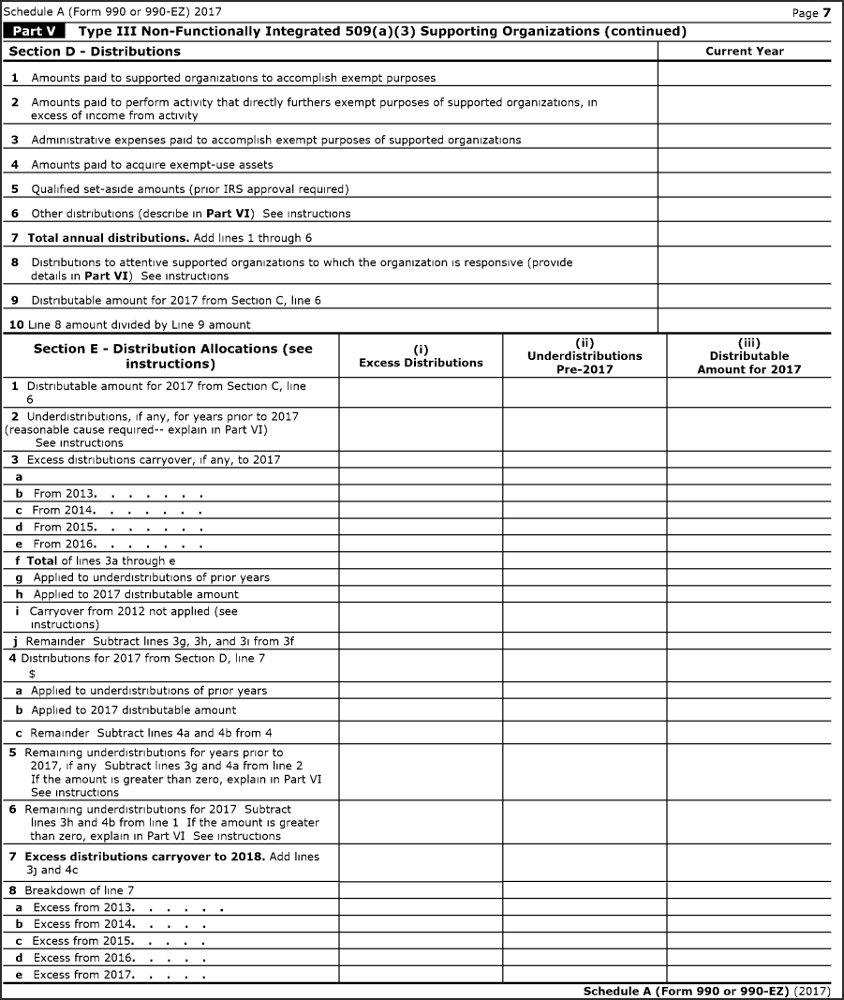 Schedule A (Form 990 or 990-EZ) 2017 Page 7
Part V Type III Non-Functionally Integrated 509(a)(3) Supporting Organizations (continued)
Section D - Distributions Current Year
1 Amounts paid to supported organizations to accomplish exempt purposes
2 Amounts paid to perform activity that directly furthers exempt purposes of supported organizations, in
excess of income from activity
3 Administrative expenses paid to accomplish exempt purposes of supported organizations
4 Amounts paid to acquire exempt-use assets
5 Qualified set-aside amounts (prior IRS approval required)
6 Other distributions (describe in Part VI) See instructions
7 Total annual distributions. Add lines 1 through 6
8 Distributions to attentive supported organizations to which the organization is responsive (provide
details in Part VI) See instructions
9 Distributable amount for 2017 from Section C, line 6
10 Line 8 amount divided by Line 9 amount
Section E - Distribution Allocations (see
instructions)
(i)
Excess Distributions
(ii)
Underdistributions
Pre-2017
(iii)
Distributable
Amount for 2017
1 Distributable amount for 2017 from Section C, line
6
2 Underdistributions, if any, for years prior to 2017
(reasonable cause required-- explain in Part VI)
See instructions
3 Excess distributions carryover, if any, to 2017
a
b From 2013. . . . . . .
c From 2014. . . . . . .
d From 2015. . . . . . .
e From 2016. . . . . . .
f Total of lines 3a through e
g Applied to underdistributions of prior years
h Applied to 2017 distributable amount
i Carryover from 2012 not applied (see
instructions)
j Remainder Subtract lines 3g, 3h, and 3i from 3f
4 Distributions for 2017 from Section D, line 7
$
a Applied to underdistributions of prior years
b Applied to 2017 distributable amount
c Remainder Subtract lines 4a and 4b from 4
5 Remaining underdistributions for years prior to
2017, if any Subtract lines 3g and 4a from line 2
If the amount is greater than zero, explain in Part VI
See instructions
6 Remaining underdistributions for 2017 Subtract
lines 3h and 4b from line 1 If the amount is greater
than zero, explain in Part VI See instructions
7 Excess distributions carryover to 2018. Add lines
3j and 4c
8 Breakdown of line 7
a Excess from 2013. . . . . .
b Excess from 2014. . . . .
c Excess from 2015. . . . .
d Excess from 2016. . . . .
e Excess from 2017. . . . .
Schedule A (Form 990 or 990-EZ) (2017)